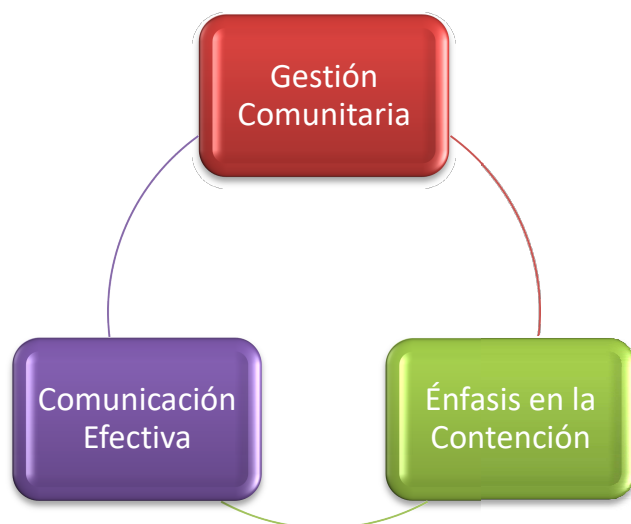 Gestión
Comunitaria
Comunicación
Efectiva
Énfasis en la
Contención